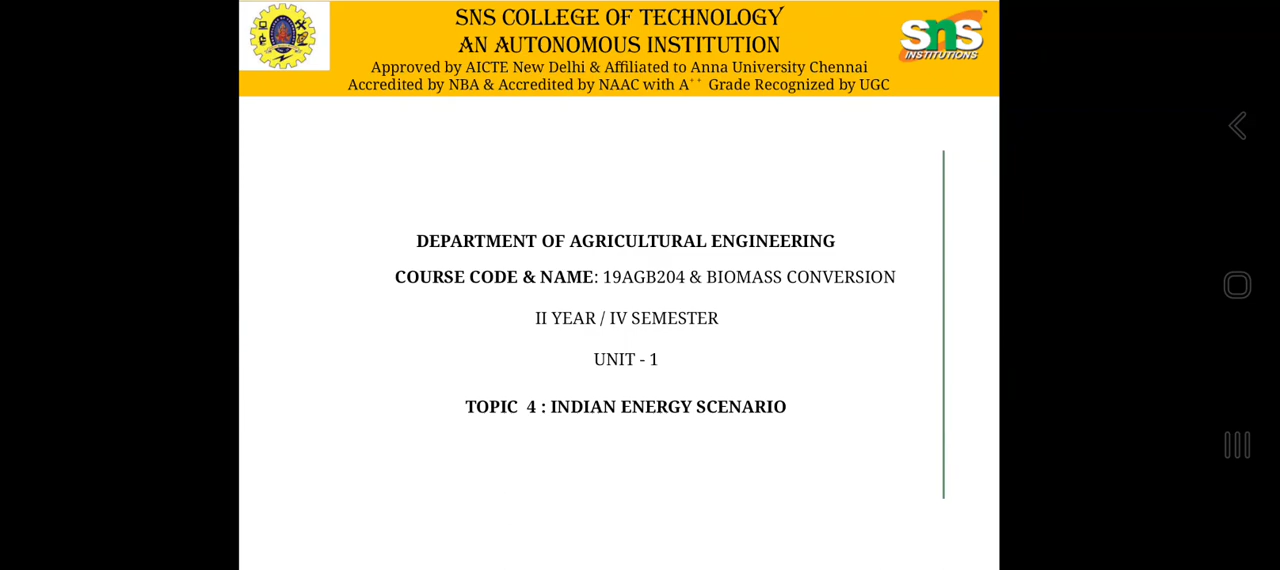 SNS COLLEGE OF TECHNOLOGY
AN AUTONOMOUS INSTITUTION
Approved by AICTE New Delhi & Affiliated to Anna University Chennai
Accredited by NBA & Accredited by NAAC with A⁺⁺ Grade Recognized by UGC
sns
INSTITUTIONS
DEPARTMENT OF AGRICULTURAL ENGINEERING
COURSE CODE & NAME: 19AGB204 & BIOMASS CONVERSION
II YEAR / IV SEMESTER
UNIT - 1
TOPIC 4 : INDIAN ENERGY SCENARIO